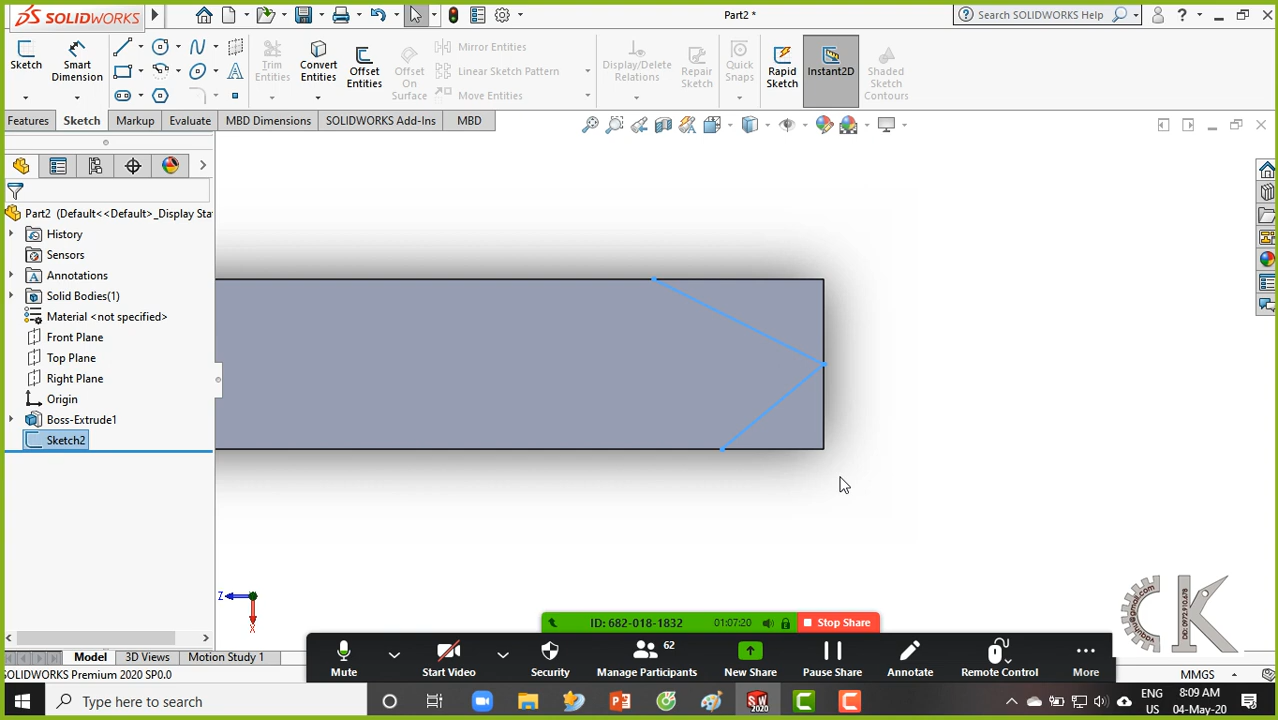 SOLIDWORKS
Part2 *
Search SOLIDWORKS Help
Sketch
Smart Dimension
Trim Entities
Convert Entities
Offset Entities
Offset On Surface
Mirror Entities
Linear Sketch Pattern
Move Entities
Display/Delete Relations
Repair Sketch
Quick Snaps
Rapid Sketch
Instant2D
Shaded Sketch Contours
Features
Sketch
Markup
Evaluate
MBD Dimensions
SOLIDWORKS Add-Ins
MBD
Part2 (Default<<Default>_Display Sta
History
Sensors
Annotations
Solid Bodies(1)
Material <not specified>
Front Plane
Top Plane
Right Plane
Origin
Boss-Extrude1
Sketch2
Z
X
ID: 682-018-1832
01:07:20
Stop Share
Mute
Start Video
Security
62
Manage Participants
New Share
Pause Share
Annotate
Remote Control
More
Model
3D Views
Motion Study 1
SOLIDWORKS Premium 2020 SP0.0
MMGS
DĐ: 0972.910.678
Type here to search
ENG
US
8:09 AM
04-May-20